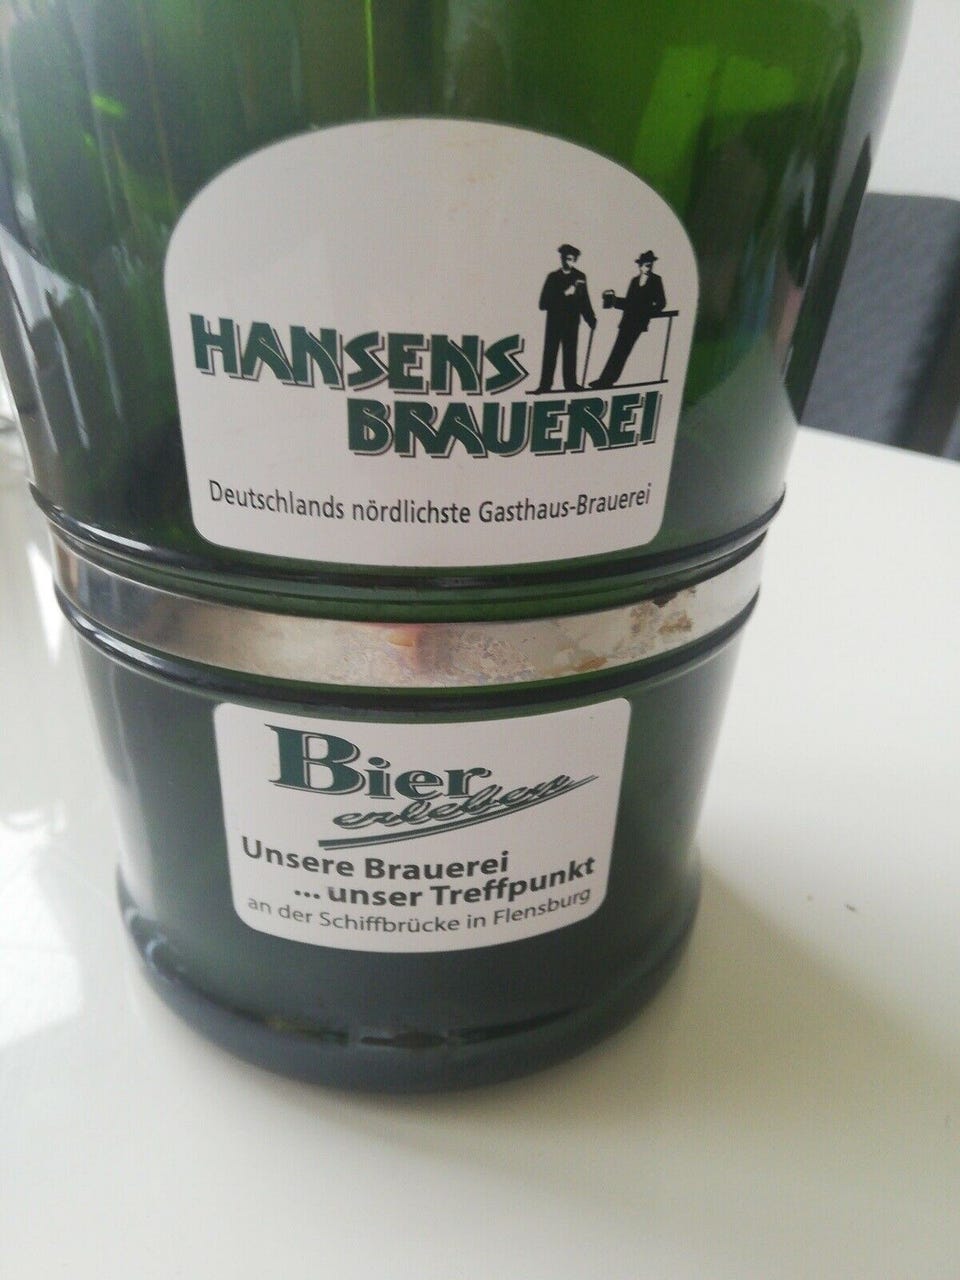 HANSENS
BRAUEREI
Deutschlands nördlichste Gasthaus-Brauerei
Bier
erleben
Unsere Brauerei
... unser Treffpunkt
an der Schiffbrücke in Flensburg